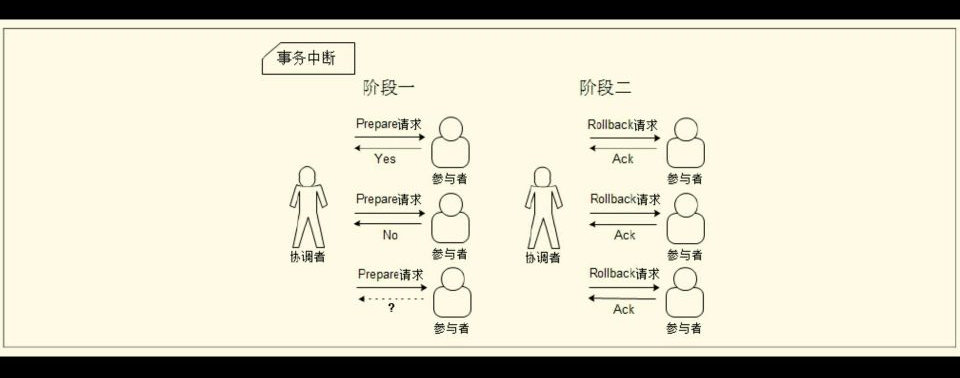 事务中断
阶段一
阶段二
Prepare请求
Yes
参与者
Prepare请求
No
参与者
Prepare请求
?
参与者
协调者
Rollback请求
Ack
参与者
Rollback请求
Ack
参与者
Rollback请求
Ack
参与者
协调者